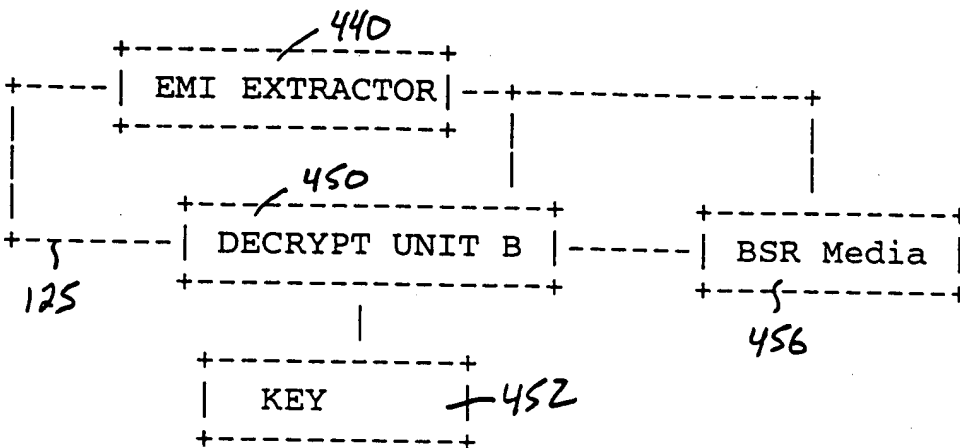 440
EMI EXTRACTOR
450
DECRYPT UNIT B
BSR Media
125
456
KEY
452